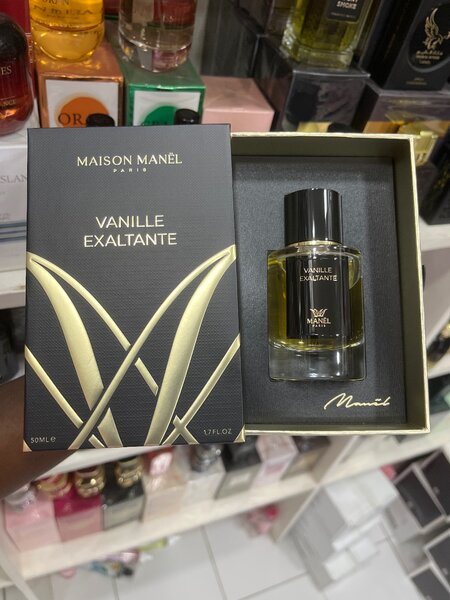 MAISON MANËL
PARIS
VANILLE
EXALTANTE
50ML e
1.7 FL.OZ
VANILLE
EXALTANTE
MANËL
PARIS
Manël